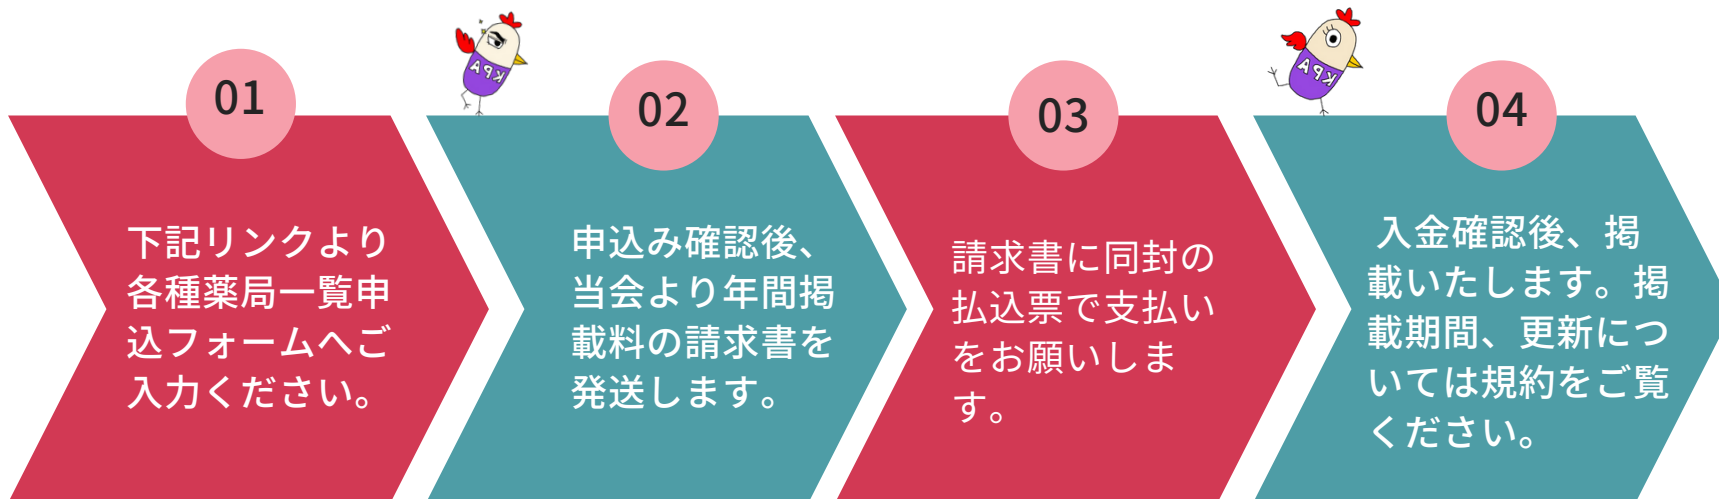 01
下記リンクより
各種薬局一覧申
込フォームへご
入力ください。
KPA
02
申込み確認後、
当会より年間掲
載料の請求書を
発送します。
03
請求書に同封の
払込票で支払い
をお願いしま
す。
KPA
04
入金確認後、掲
載いたします。掲
載期間、更新につ
いては規約をご覧
ください。